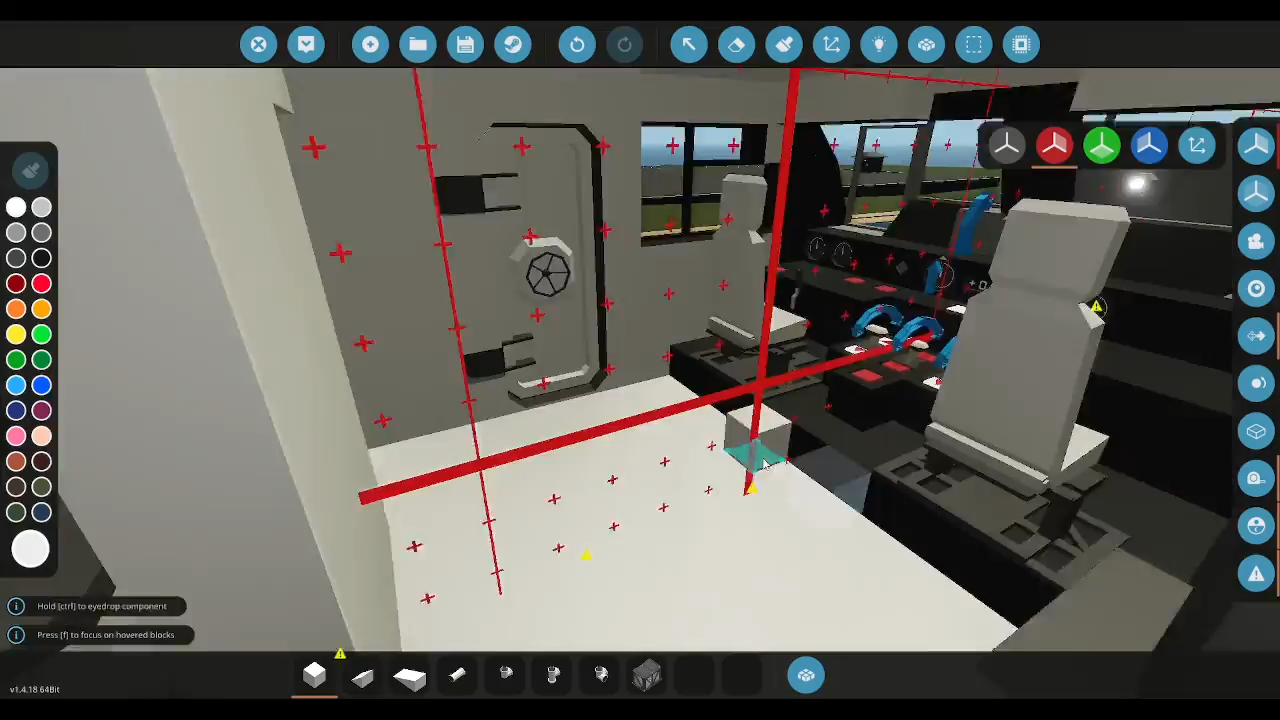 Hold [ctrl] to eyedrop component
Press [f] to focus on hovered blocks
v1.4.18 64Bit